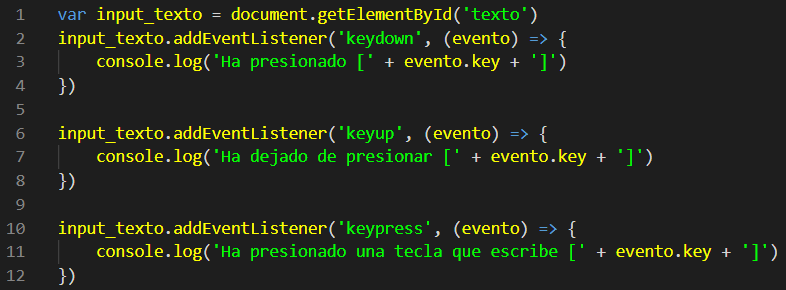 1 var input_texto = document.getElementById('texto')
2 input_texto.addEventListener('keydown', (evento) => {
3     console.log('Ha presionado [' + evento.key + ']')
4 })
5
6 input_texto.addEventListener('keyup', (evento) => {
7     console.log('Ha dejado de presionar [' + evento.key + ']')
8 })
9
10 input_texto.addEventListener('keypress', (evento) => {
11     console.log('Ha presionado una tecla que escribe [' + evento.key + ']')
12 })